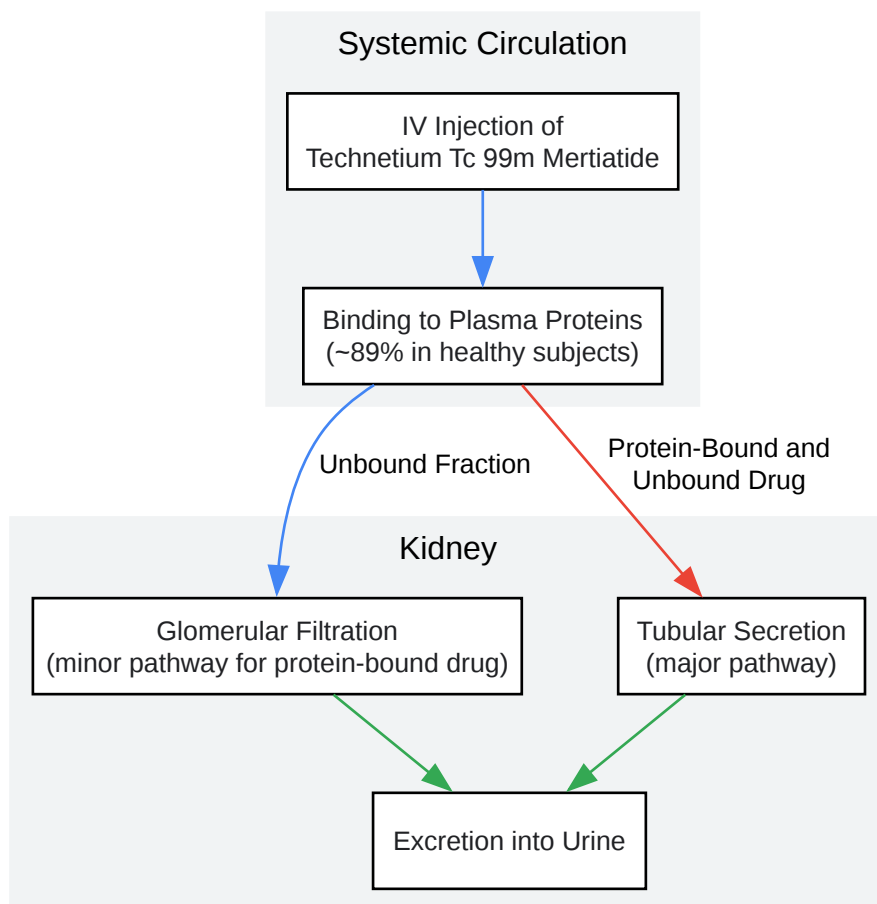 Systemic Circulation
IV Injection of
Technetium Tc 99m Mertiatide
Binding to Plasma Proteins
(~89% in healthy subjects)
Unbound Fraction
Protein-Bound and
Unbound Drug
Kidney
Glomerular Filtration
(minor pathway for protein-bound drug)
Tubular Secretion
(major pathway)
Excretion into Urine